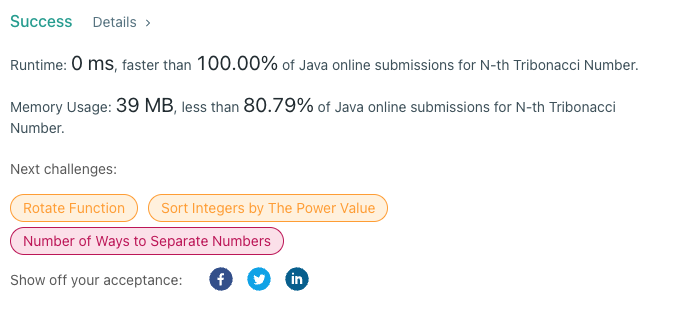 Success Details >
Runtime: 0 ms, faster than 100.00% of Java online submissions for N-th Tribonacci Number.
Memory Usage: 39 MB, less than 80.79% of Java online submissions for N-th Tribonacci
Number.
Next challenges:
Rotate Function Sort Integers by The Power Value
Number of Ways to Separate Numbers
Show off your acceptance: f in